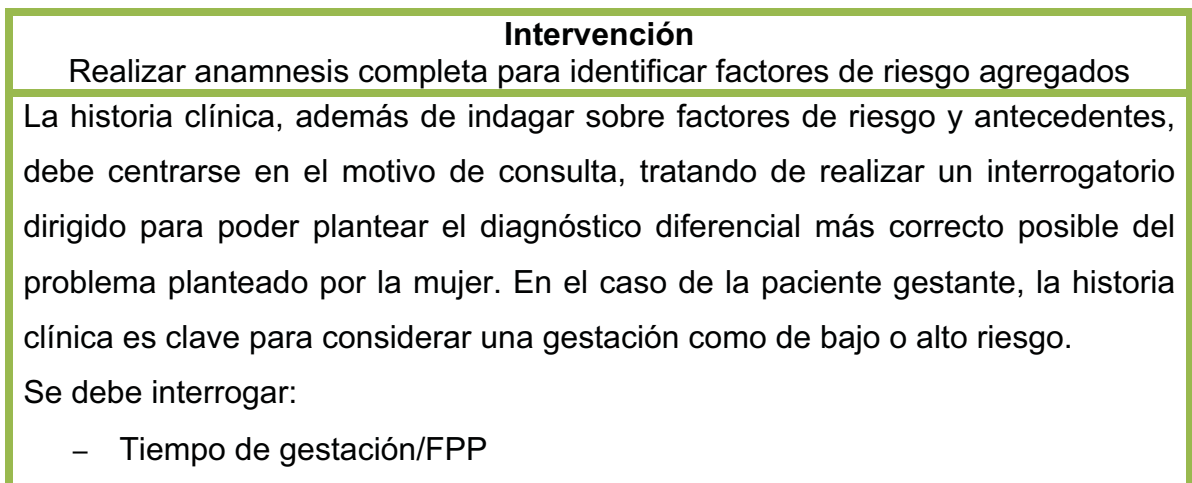 Intervención
Realizar anamnesis completa para identificar factores de riesgo agregados
La historia clínica, además de indagar sobre factores de riesgo y antecedentes,
debe centrarse en el motivo de consulta, tratando de realizar un interrogatorio
dirigido para poder plantear el diagnóstico diferencial más correcto posible del
problema planteado por la mujer. En el caso de la paciente gestante, la historia
clínica es clave para considerar una gestación como de bajo o alto riesgo.
Se debe interrogar:
– Tiempo de gestación/FPP